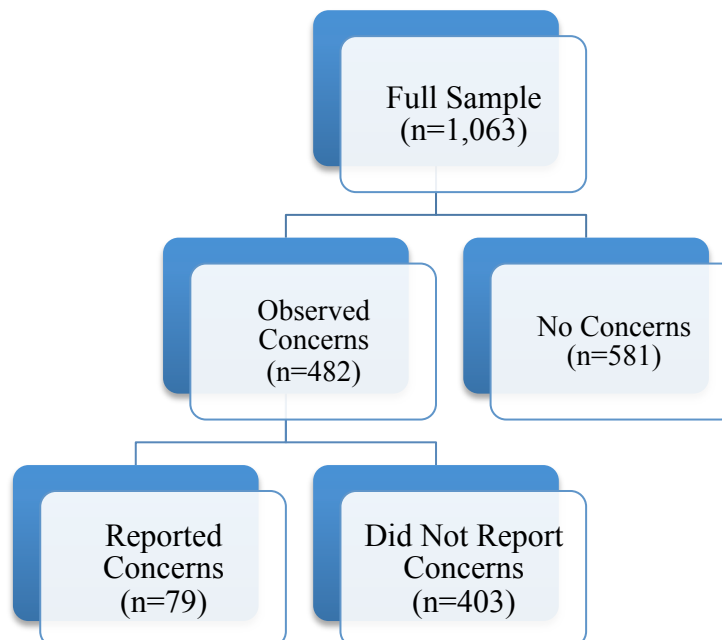 Full Sample
(n=1,063)
Observed
Concerns
(n=482)
No Concerns
(n=581)
Reported
Concerns
(n=79)
Did Not Report
Concerns
(n=403)